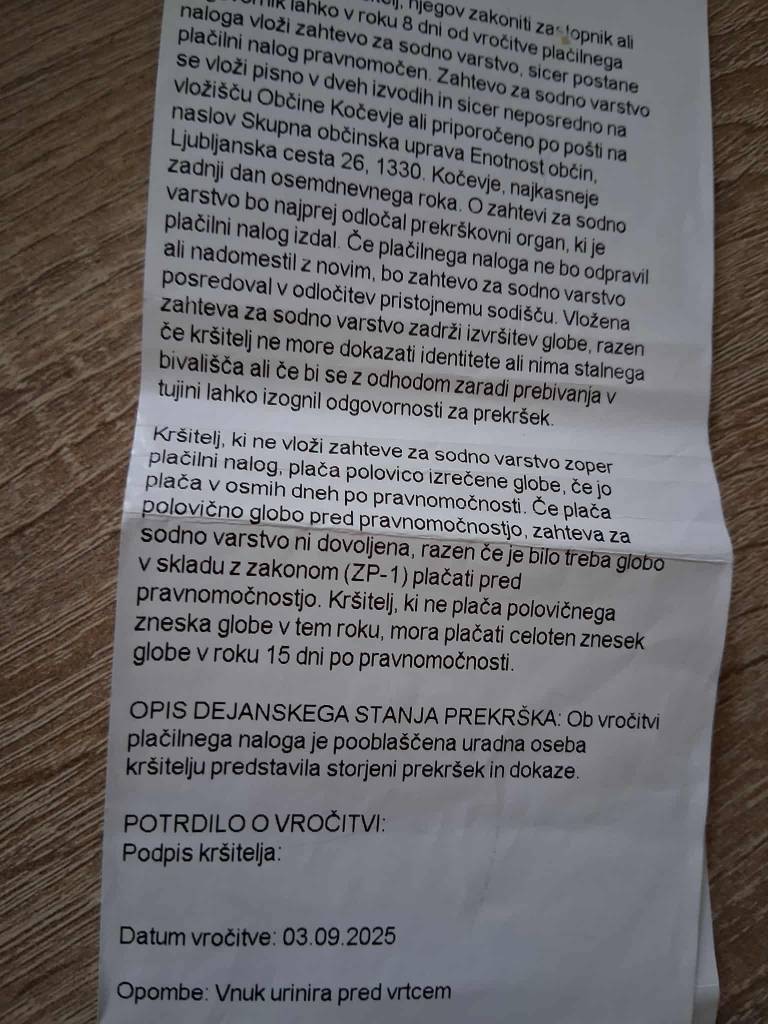 njegov zakoniti zastopnik ali
lahko v roku 8 dni od vročitve plačilnega
naloga vloži zahtevo za sodno varstvo, sicer postane
plačilni nalog pravnomočen. Zahtevo za sodno varstvo
se vloži pisno v dveh izvodih in sicer neposredno na
vložišču Občine Kočevje ali priporočeno po pošti na
naslov Skupna občinska uprava Enotnost občin,
Ljubljanska cesta 26, 1330. Kočevje, najkasneje
zadnji dan osemdnevnega roka. O zahtevi za sodno
varstvo bo najprej odločal prekrškovni organ, ki je
plačilni nalog izdal. Če plačilnega naloga ne bo odpravil
ali nadomestil z novim, bo zahtevo za sodno varstvo
posredoval v odločitev pristojnemu sodišču. Vložena
zahteva za sodno varstvo zadrži izvršitev globe, razen
če kršitelj ne more dokazati identitete ali nima stalnega
bivališča ali če bi se z odhodom zaradi prebivanja v
tujini lahko izognil odgovornosti za prekršek.
Kršitelj, ki ne vloži zahteve za sodno varstvo zoper
plačilni nalog, plača polovico izrečene globe, če jo
plača v osmih dneh po pravnomočnosti. Če plača
polovično globo pred pravnomočnostjo, zahteva za
sodno varstvo ni dovoljena, razen če je bilo treba globo
v skladu z zakonom (ZP-1) plačati pred
pravnomočnostjo. Kršitelj, ki ne plača polovičnega
zneska globe v tem roku, mora plačati celoten znesek
globe v roku 15 dni po pravnomočnosti.
OPIS DEJANSKEGA STANJA PREKRŠKA: Ob vročitvi
plačilnega naloga je pooblaščena uradna oseba
kršitelju predstavila storjeni prekršek in dokaze.
POTRDILO O VROČITVI:
Podpis kršitelja:
Datum vročitve: 03.09.2025
Opombe: Vnuk urinira pred vrtcem